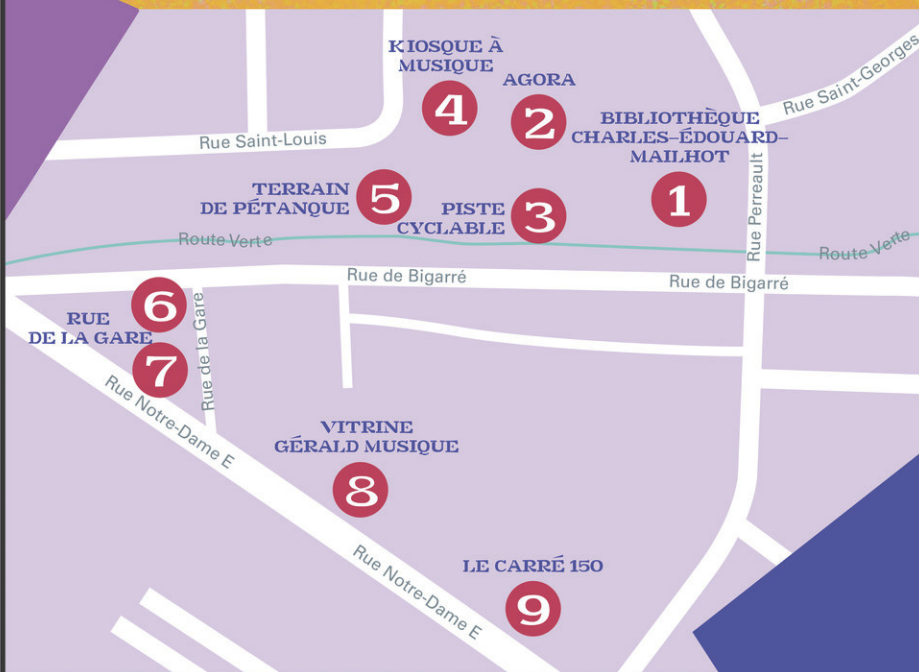 KIOSQUE À
MUSIQUE
4
AGORA
2
Rue Saint-Georges
BIBLIOTHÈQUE
CHARLES-ÉDOUARD-
MAILHOT
1
Rue Saint-Louis
Rue Perreault
TERRAIN
DE PÉTANQUE
5
PISTE
CYCLABLE
3
Route Verte
Route Verte
Rue de Bigarré
Rue de Bigarré
6
RUE
DE LA GARE
7
Rue de la Gare
Rue Notre-Dame E
VITRINE
GÉRALD MUSIQUE
8
Rue Notre-Dame E
LE CARRÉ 150
9